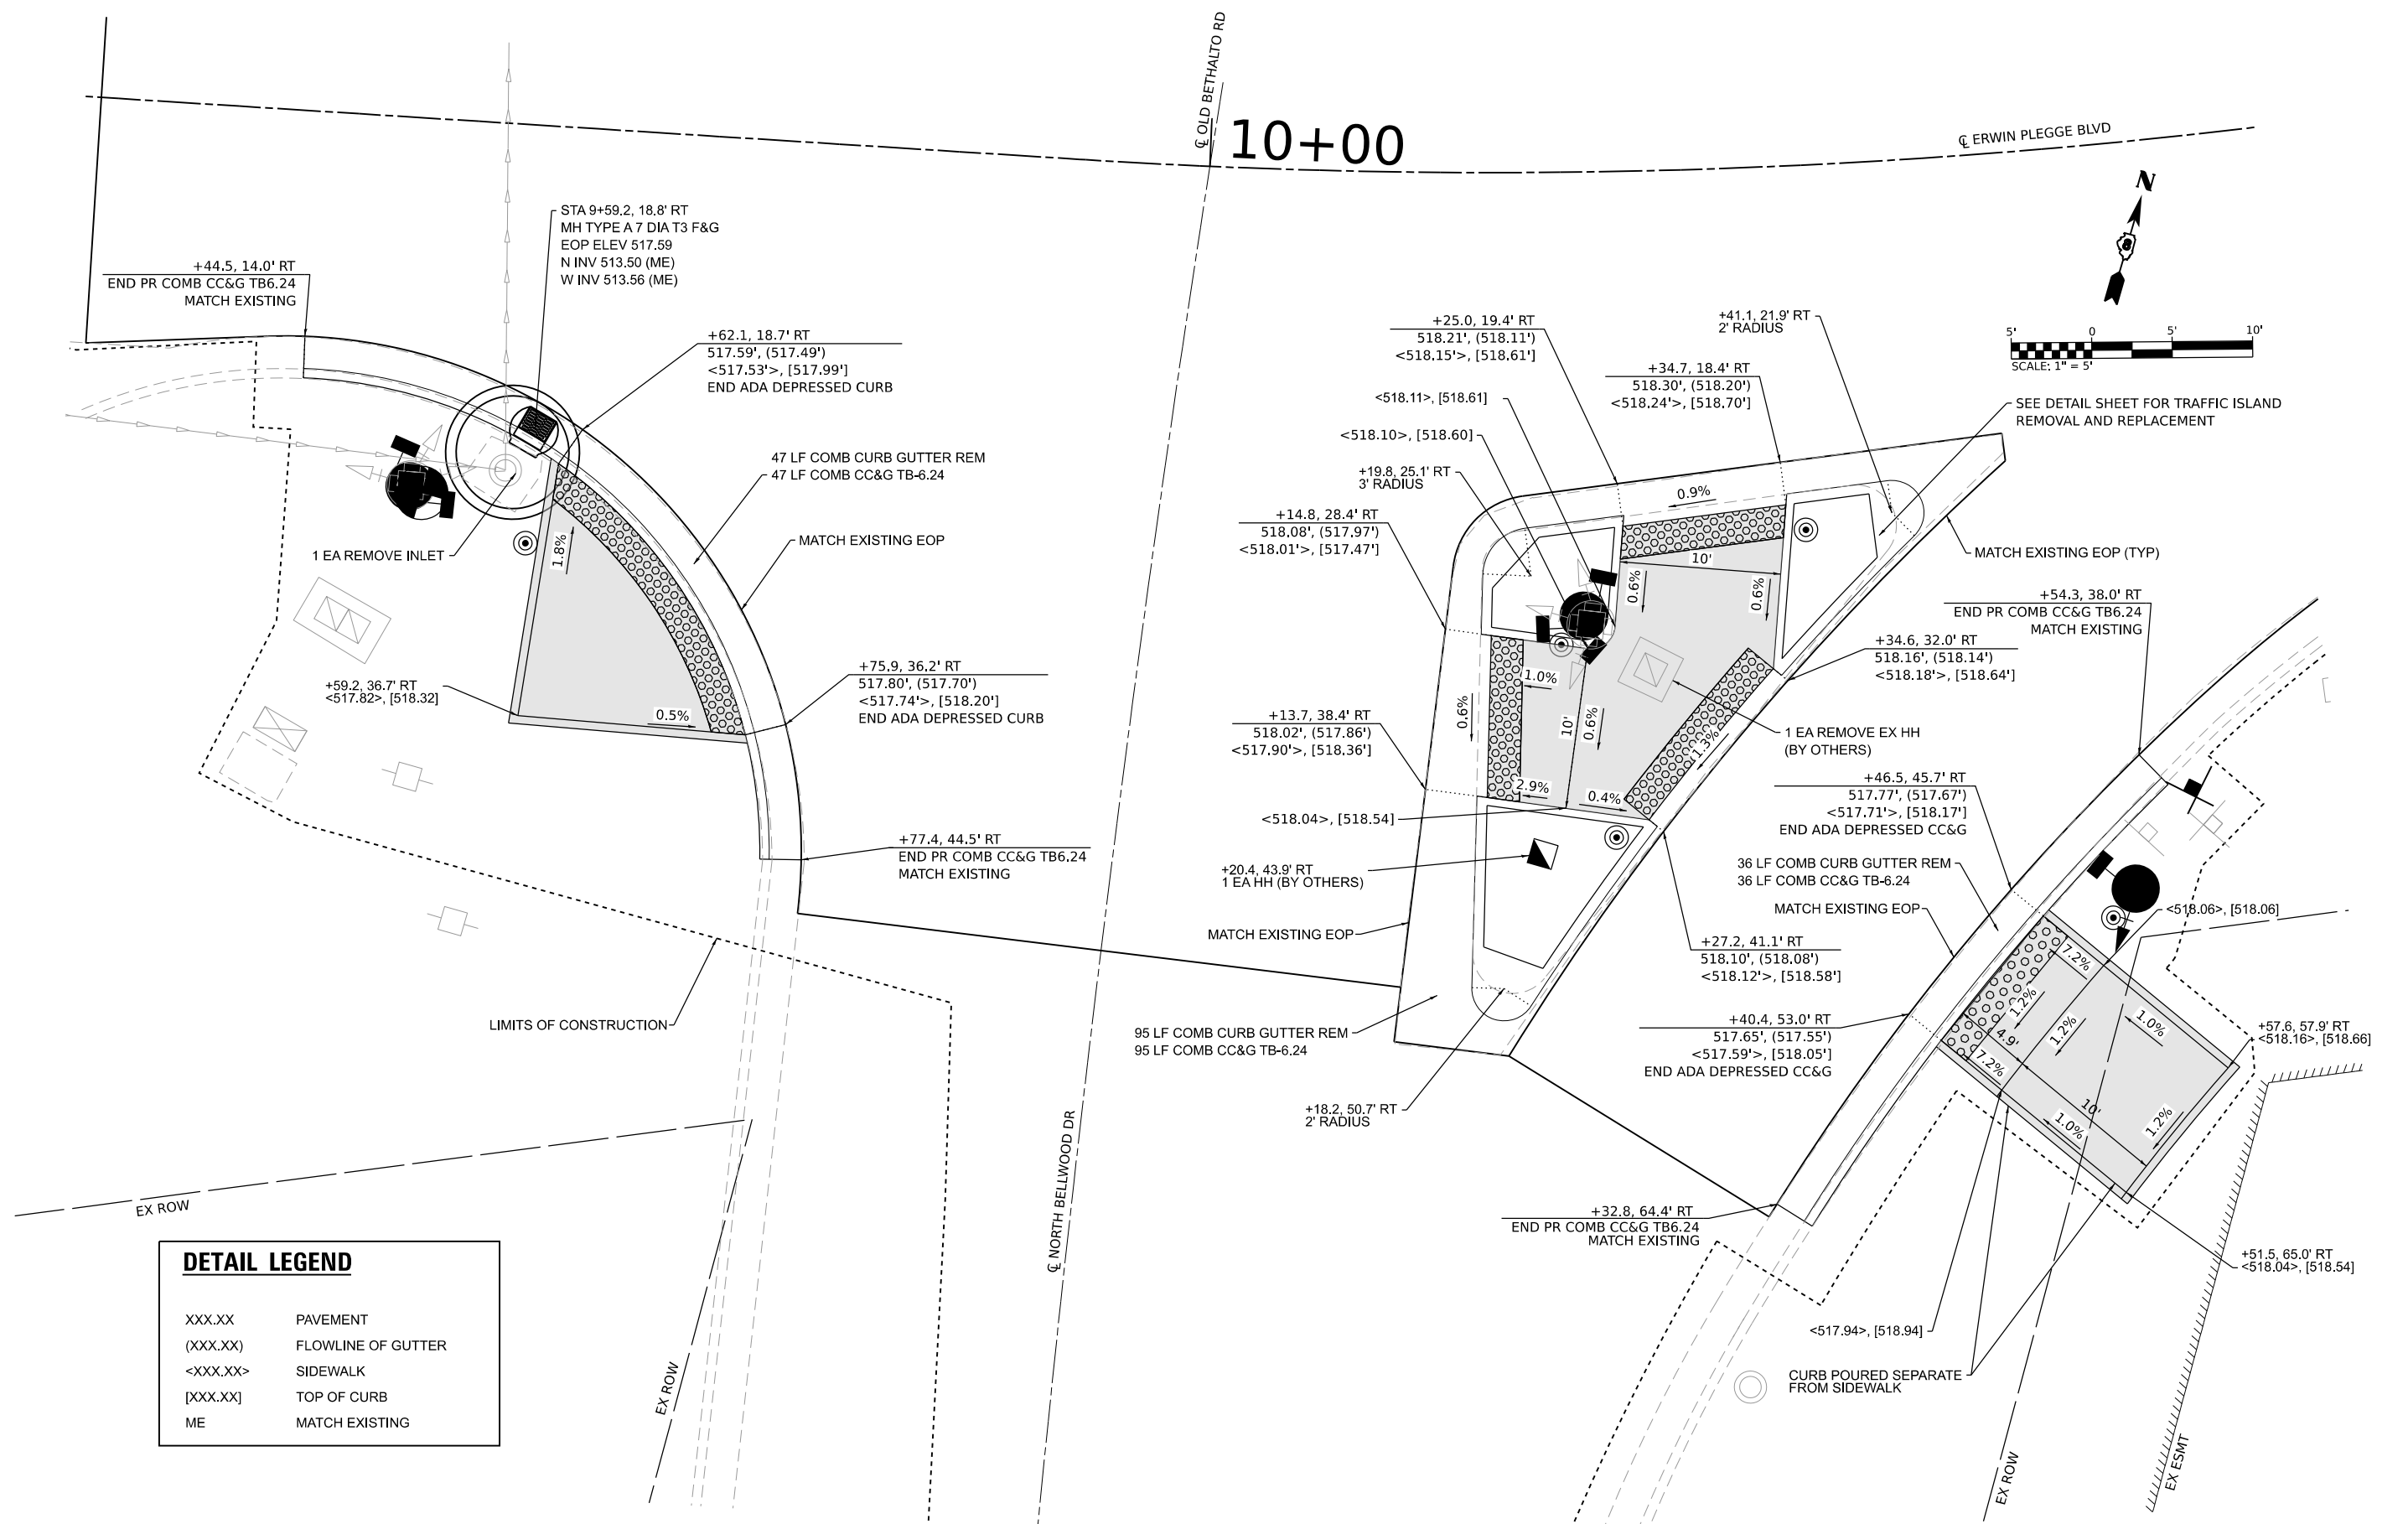 ℄ OLD BETHALTO RD
10+00
℄ ERWIN PLEGGE BLVD
N
8
5' 0 5' 10'
SCALE: 1" = 5'
STA 9+59.2, 18.8' RT
MH TYPE A 7 DIA T3 F&G
EOP ELEV 517.59
N INV 513.50 (ME)
W INV 513.56 (ME)
+44.5, 14.0' RT
END PR COMB CC&G TB6.24
MATCH EXISTING
+62.1, 18.7' RT
517.59', (517.49')
<517.53'>, [517.99']
END ADA DEPRESSED CURB
47 LF COMB CURB GUTTER REM
47 LF COMB CC&G TB-6.24
MATCH EXISTING EOP
1 EA REMOVE INLET
1.8%
+59.2, 36.7' RT
<517.82>, [518.32]
0.5%
+75.9, 36.2' RT
517.80', (517.70')
<517.74'>, [518.20']
END ADA DEPRESSED CURB
+77.4, 44.5' RT
END PR COMB CC&G TB6.24
MATCH EXISTING
LIMITS OF CONSTRUCTION
EX ROW
EX ROW
℄ NORTH BELLWOOD DR
+25.0, 19.4' RT
518.21', (518.11')
<518.15'>, [518.61']
<518.11>, [518.61]
<518.10>, [518.60]
+19.8, 25.1' RT
3' RADIUS
+14.8, 28.4' RT
518.08', (517.97')
<518.01'>, [517.47']
+13.7, 38.4' RT
518.02', (517.86')
<517.90'>, [518.36']
<518.04>, [518.54]
+20.4, 43.9' RT
1 EA HH (BY OTHERS)
MATCH EXISTING EOP
95 LF COMB CURB GUTTER REM
95 LF COMB CC&G TB-6.24
+18.2, 50.7' RT
2' RADIUS
+41.1, 21.9' RT
2' RADIUS
+34.7, 18.4' RT
518.30', (518.20')
<518.24'>, [518.70']
SEE DETAIL SHEET FOR TRAFFIC ISLAND
REMOVAL AND REPLACEMENT
MATCH EXISTING EOP (TYP)
0.9%
10'
0.6%
0.6%
1.0%
0.6%
10'
0.6%
1.3%
2.9%
0.4%
+34.6, 32.0' RT
518.16', (518.14')
<518.18'>, [518.64']
1 EA REMOVE EX HH
(BY OTHERS)
+27.2, 41.1' RT
518.10', (518.08')
<518.12'>, [518.58']
+54.3, 38.0' RT
END PR COMB CC&G TB6.24
MATCH EXISTING
+46.5, 45.7' RT
517.77', (517.67')
<517.71'>, [518.17']
END ADA DEPRESSED CC&G
36 LF COMB CURB GUTTER REM
36 LF COMB CC&G TB-6.24
MATCH EXISTING EOP
+40.4, 53.0' RT
517.65', (517.55')
<517.59'>, [518.05']
END ADA DEPRESSED CC&G
<518.06>, [518.06]
7.2%
1.2%
1.2%
1.0%
4.9'
7.2%
10'
1.0%
1.2%
+57.6, 57.9' RT
<518.16>, [518.66]
+51.5, 65.0' RT
<518.04>, [518.54]
+32.8, 64.4' RT
END PR COMB CC&G TB6.24
MATCH EXISTING
<517.94>, [518.94]
CURB POURED SEPARATE
FROM SIDEWALK
EX ROW
EX ESMT
DETAIL LEGEND
XXX.XX PAVEMENT
(XXX.XX) FLOWLINE OF GUTTER
<XXX.XX> SIDEWALK
[XXX.XX] TOP OF CURB
ME MATCH EXISTING